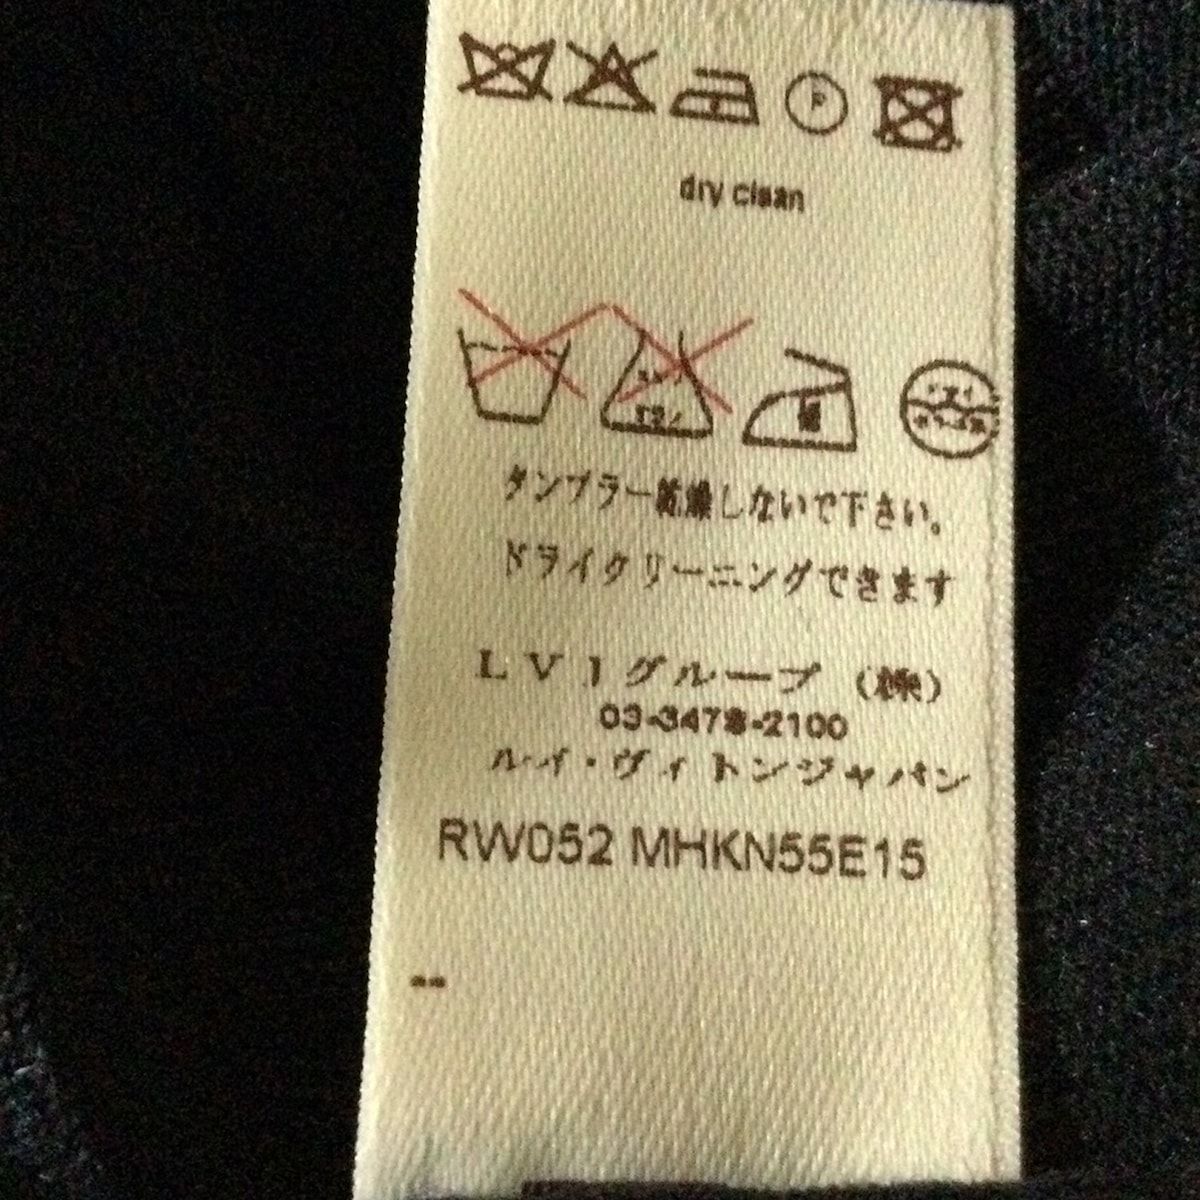 P
dry clean
タンブラー乾燥しないで下さい。
ドライクリーニングできます
LVJグループ (株)
03-3478-2100
ルイ・ヴィトンジャパン
RW052 MHKN55E15
--